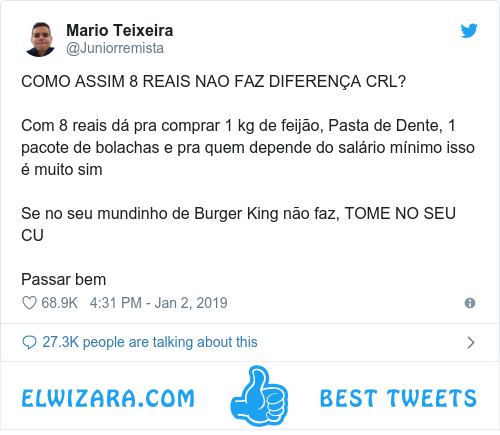 Mario Teixeira
@Juniorremista
COMO ASSIM 8 REAIS NAO FAZ DIFERENÇA CRL?
Com 8 reais dá pra comprar 1 kg de feijão, Pasta de Dente, 1
pacote de bolachas e pra quem depende do salário mínimo isso
é muito sim
Se no seu mundinho de Burger King não faz, TOME NO SEU
CU
Passar bem
68.9K 4:31 PM - Jan 2, 2019
27.3K people are talking about this
ELWIZARA.COM BEST TWEETS